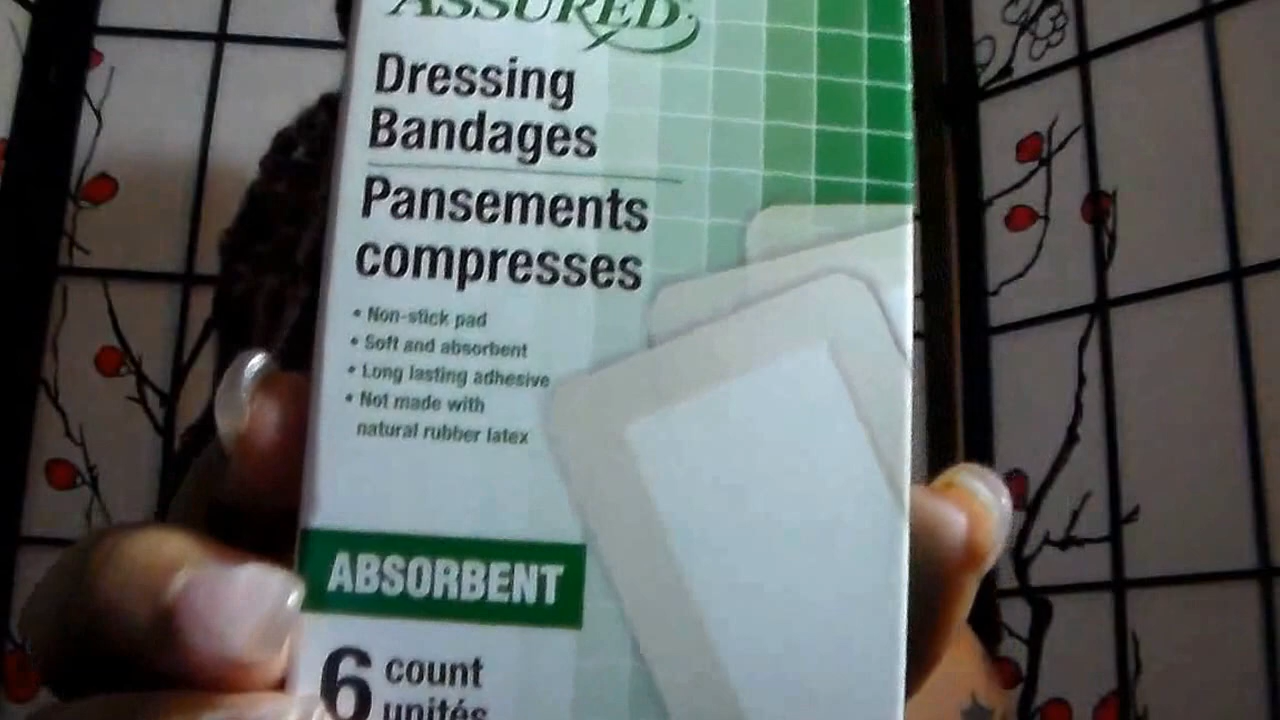 ASSURED
Dressing
Bandages
Pansements
compresses
• Non-stick pad
• Soft and absorbent
• Long lasting adhesive
• Not made with
natural rubber latex
ABSORBENT
6 count
unités